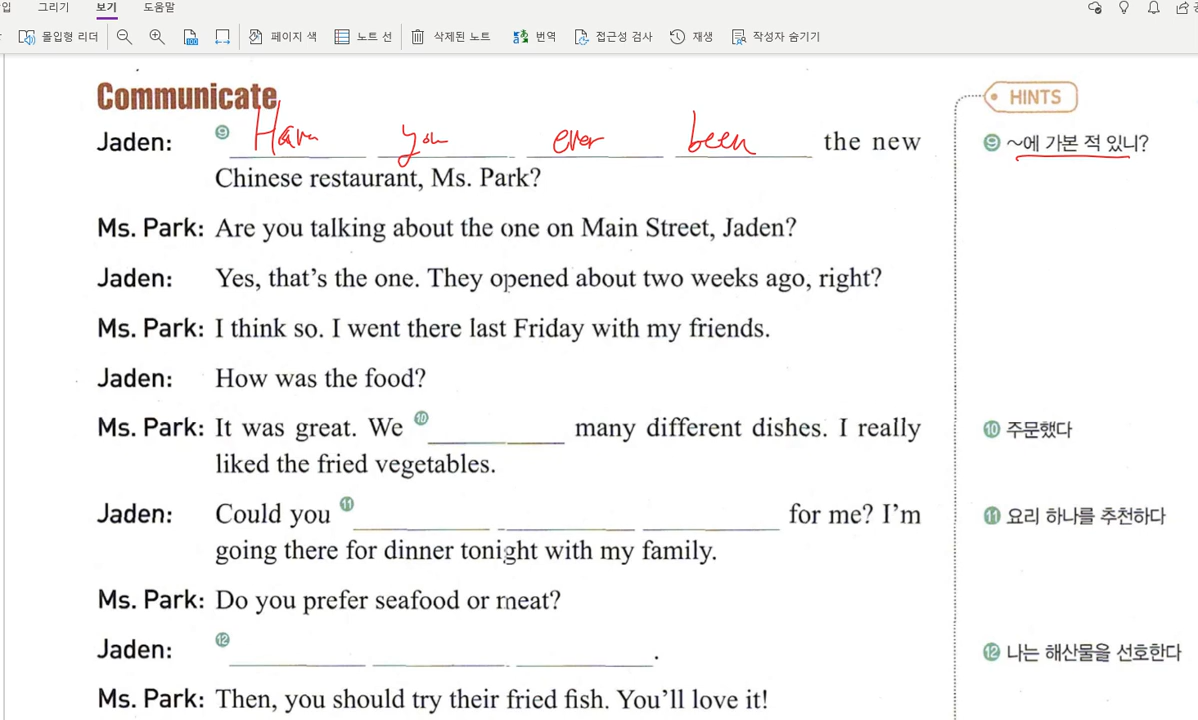 입 그리기 보기 도움말
몰입형 리더 100 페이지 색 노트 선 삭제된 노트 번역 접근성 검사 재생 작성자 숨기기
Communicate
HINTS
Jaden: ⑨ Have you ever been the new
⑨ ~에 가본 적 있니?
Chinese restaurant, Ms. Park?
Ms. Park: Are you talking about the one on Main Street, Jaden?
Jaden: Yes, that's the one. They opened about two weeks ago, right?
Ms. Park: I think so. I went there last Friday with my friends.
Jaden: How was the food?
Ms. Park: It was great. We ⑩ ______ many different dishes. I really
⑩ 주문했다
liked the fried vegetables.
Jaden: Could you ⑪ ______ ______ ______ for me? I'm
⑪ 요리 하나를 추천하다
going there for dinner tonight with my family.
Ms. Park: Do you prefer seafood or meat?
Jaden: ⑫ ______ ______ ______.
⑫ 나는 해산물을 선호한다
Ms. Park: Then, you should try their fried fish. You'll love it!